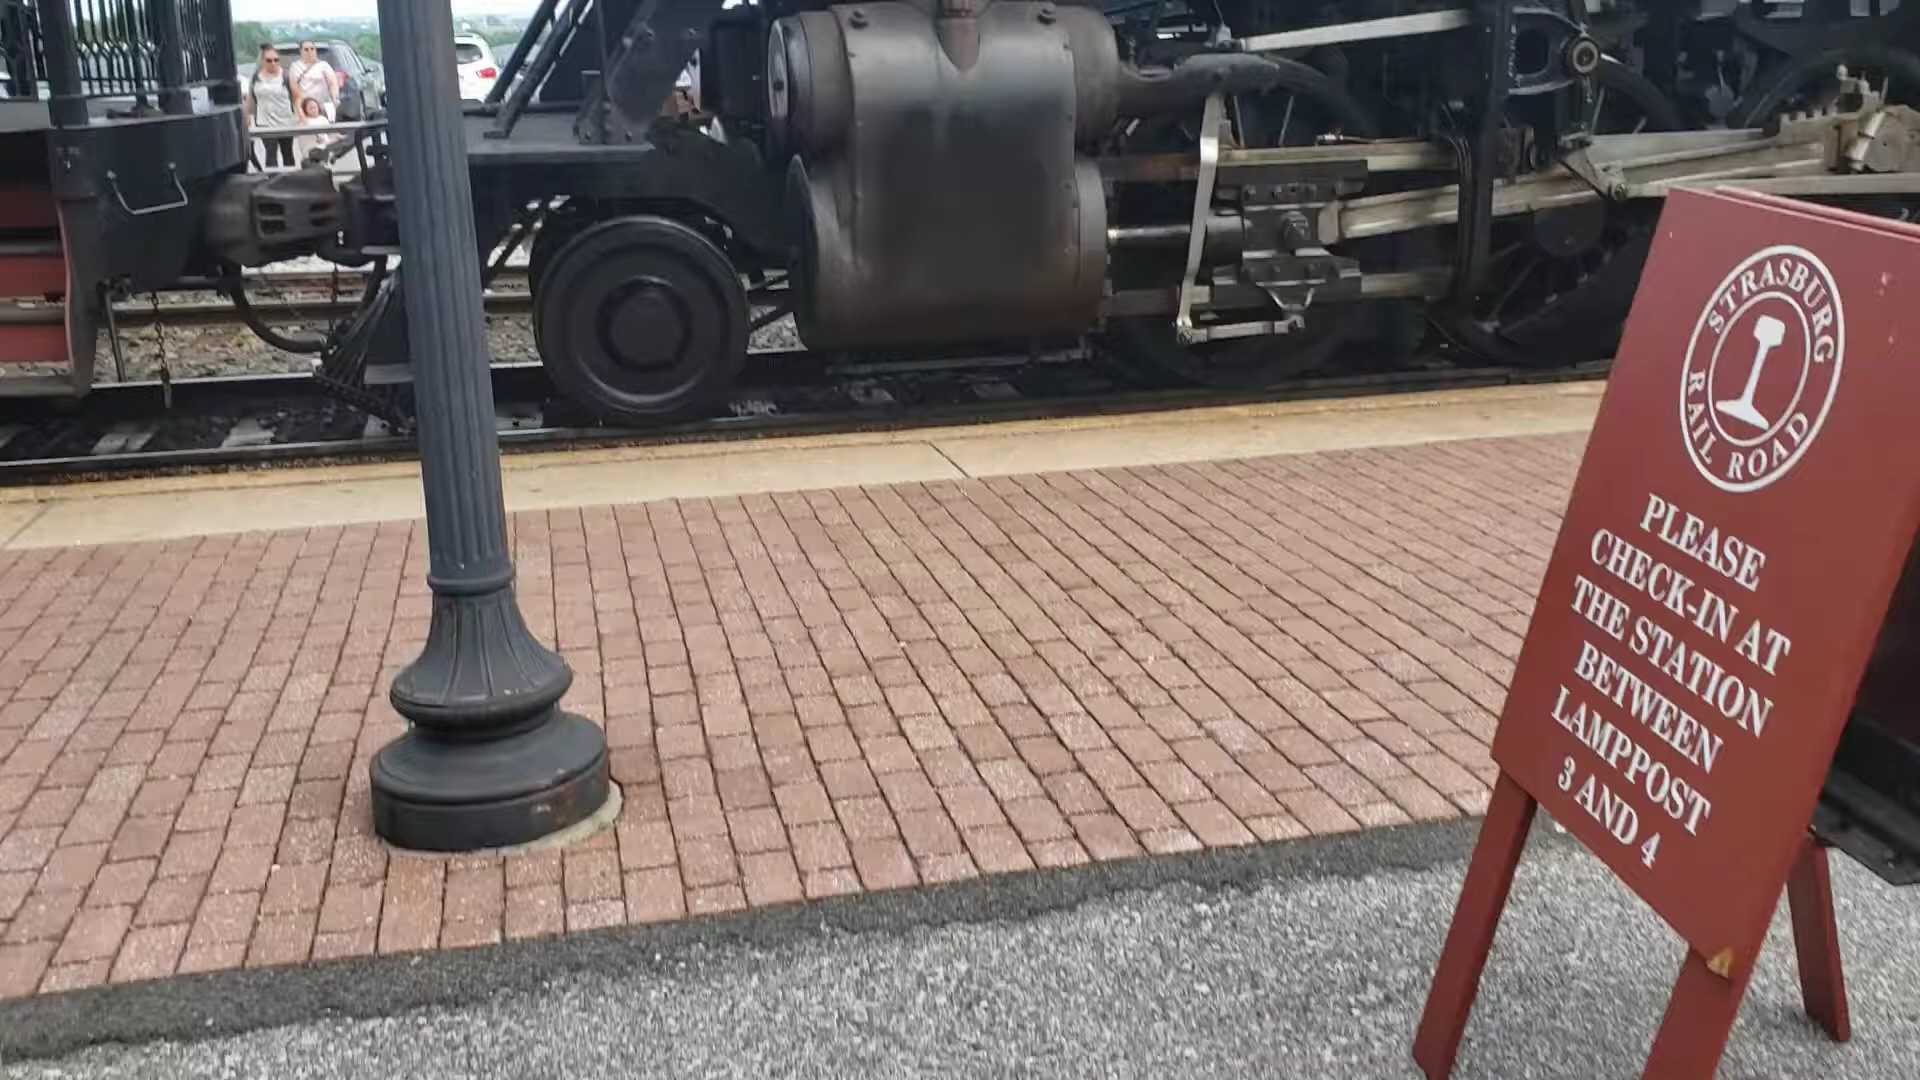 STRASBURG
RAIL ROAD
PLEASE
CHECK-IN AT
THE STATION
BETWEEN
LAMPPOST
3 AND 4